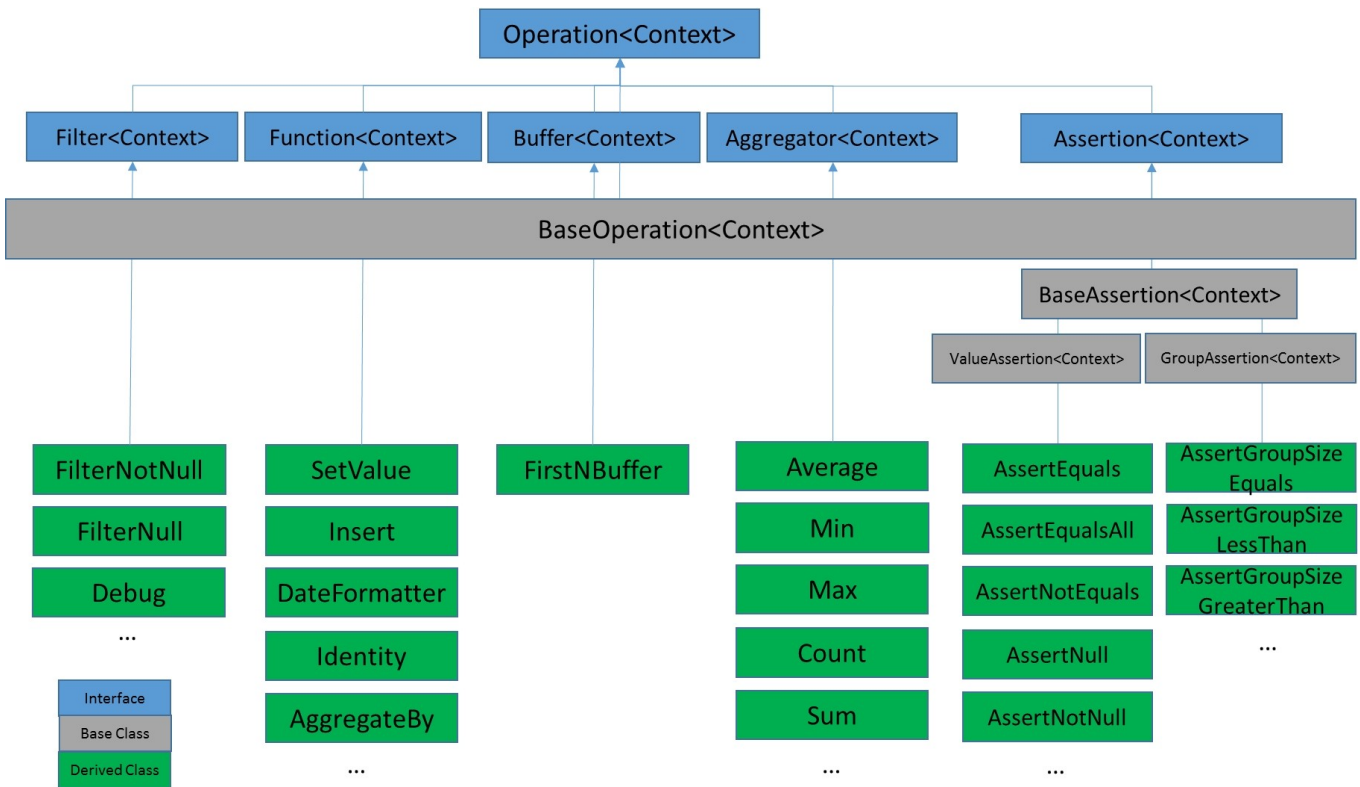 Operation<Context>
Filter<Context>
Function<Context>
Buffer<Context>
Aggregator<Context>
Assertion<Context>
BaseOperation<Context>
BaseAssertion<Context>
ValueAssertion<Context>
GroupAssertion<Context>
FilterNotNull
FilterNull
Debug
...
SetValue
Insert
DateFormatter
Identity
AggregateBy
...
FirstNBuffer
Average
Min
Max
Count
Sum
...
AssertEquals
AssertEqualsAll
AssertNotEquals
AssertNull
AssertNotNull
...
AssertGroupSize
Equals
AssertGroupSize
LessThan
AssertGroupSize
GreaterThan
...
Interface
Base Class
Derived Class